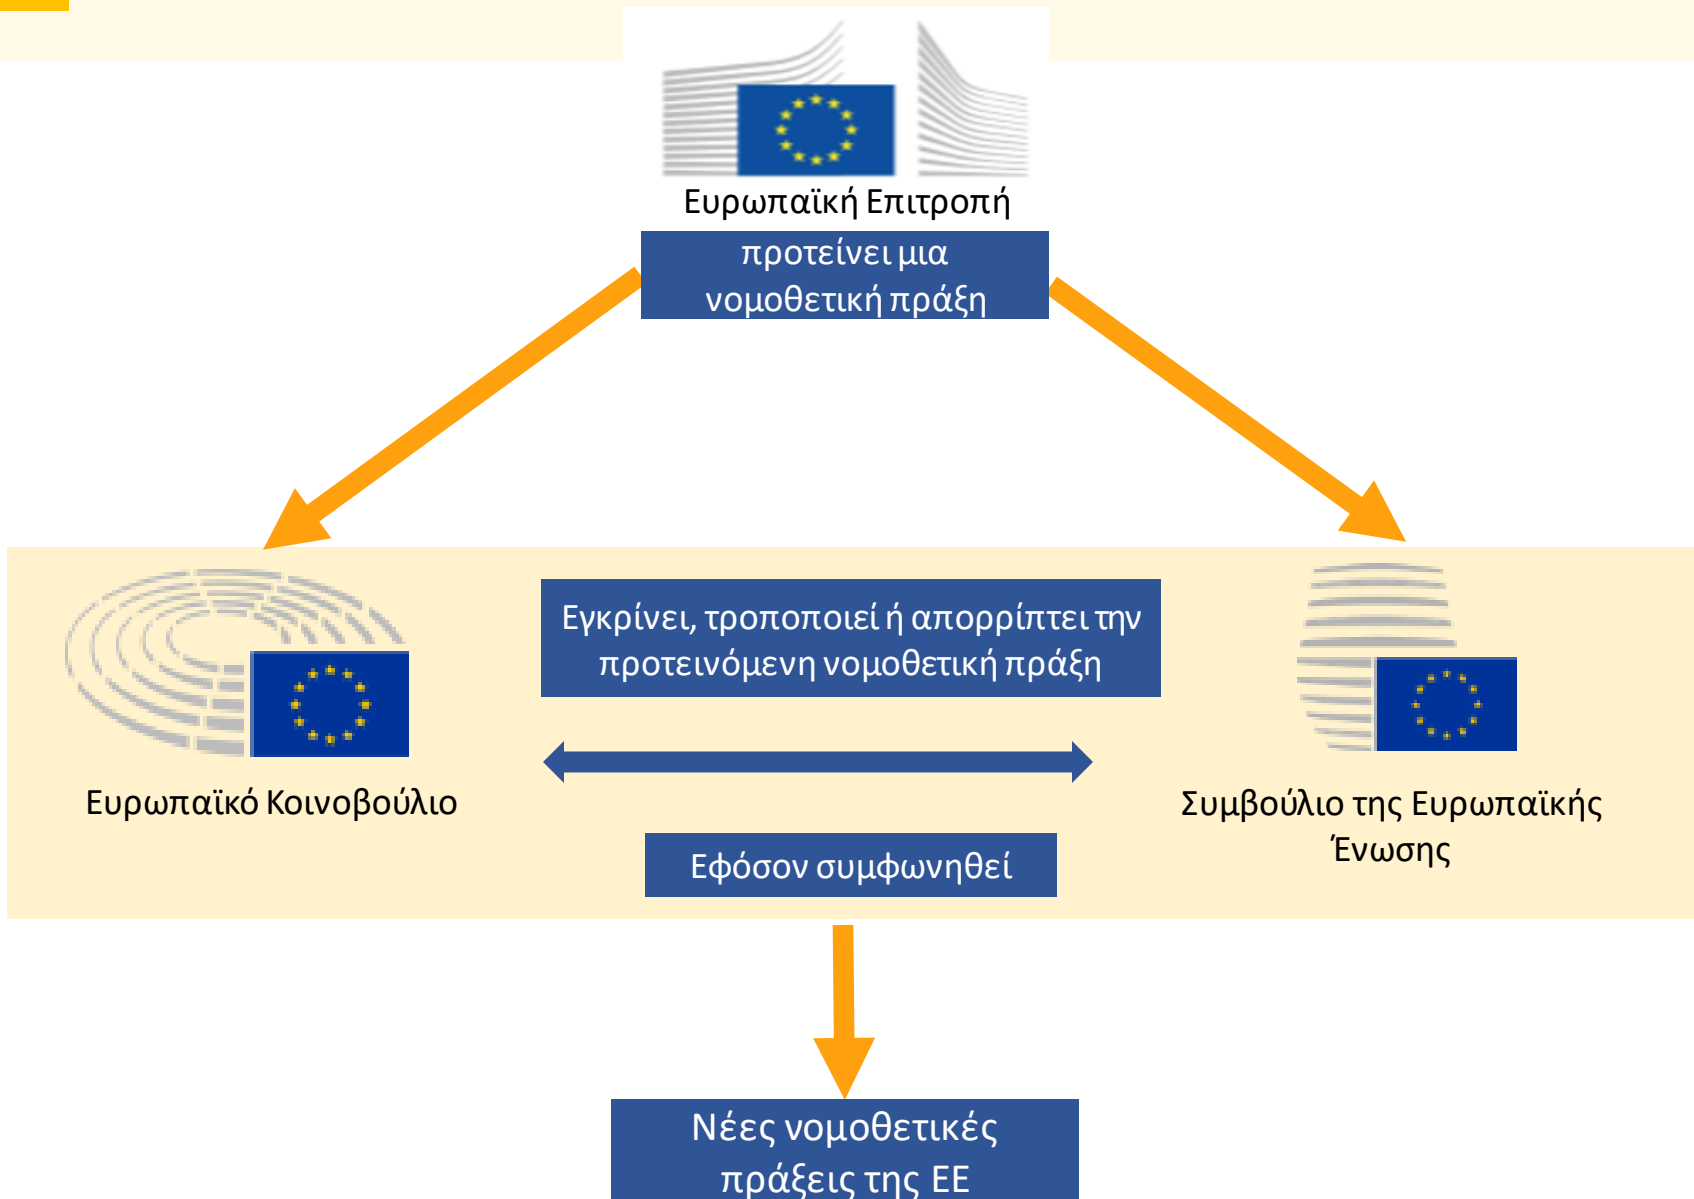 Ευρωπαϊκή Επιτροπή
προτείνει μια
νομοθετική πράξη
Εγκρίνει, τροποποιεί ή απορρίπτει την
προτεινόμενη νομοθετική πράξη
Ευρωπαϊκό Κοινοβούλιο
Συμβούλιο της Ευρωπαϊκής
Ένωσης
Εφόσον συμφωνηθεί
Νέες νομοθετικές
πράξεις της ΕΕ